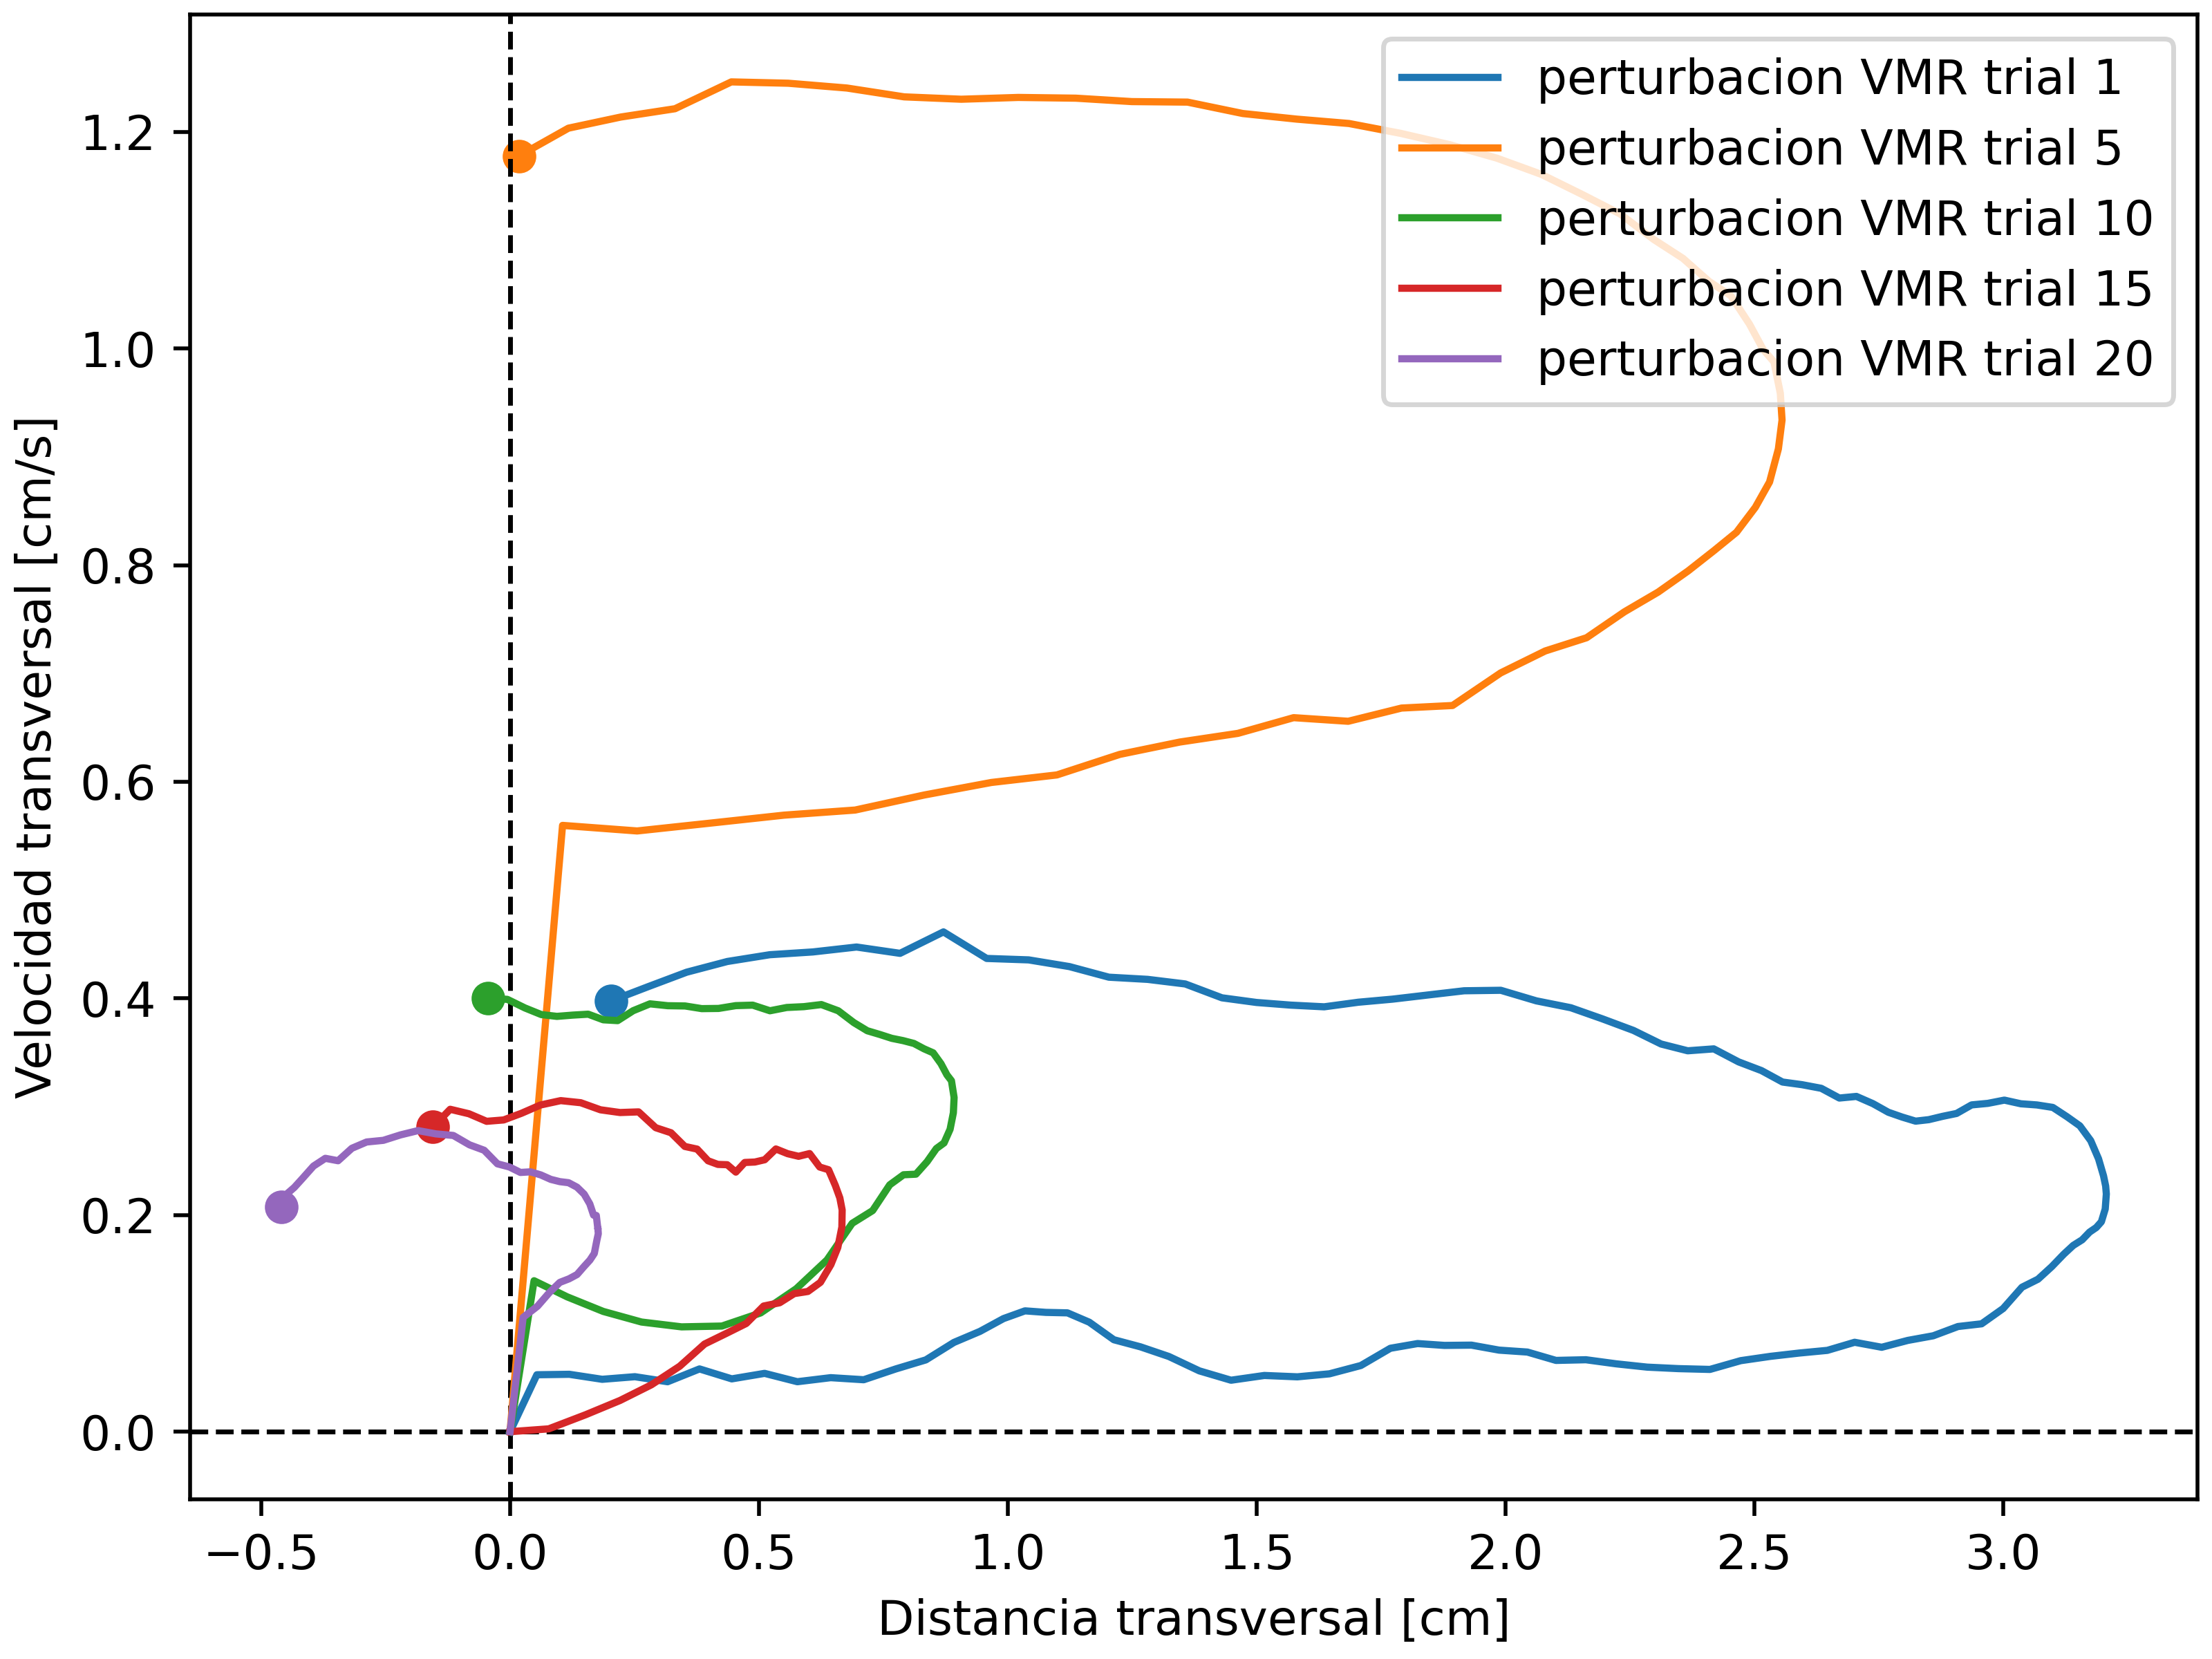 perturbacion VMR trial 1
perturbacion VMR trial 5
perturbacion VMR trial 10
perturbacion VMR trial 15
perturbacion VMR trial 20
Velocidad transversal [cm/s]
1.2
1.0
0.8
0.6
0.4
0.2
0.0
−0.5 0.0 0.5 1.0 1.5 2.0 2.5 3.0
Distancia transversal [cm]